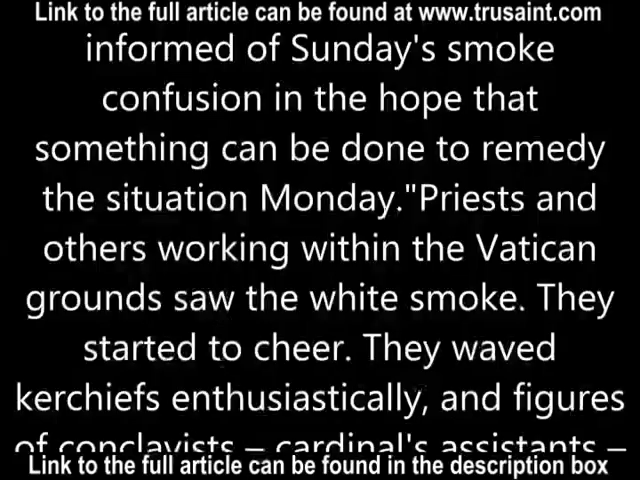 Link to the full article can be found at www.trusaint.com
informed of Sunday's smoke
confusion in the hope that
something can be done to remedy
the situation Monday."Priests and
others working within the Vatican
grounds saw the white smoke. They
started to cheer. They waved
kerchiefs enthusiastically, and figures
of conclavists – cardinal's assistants –
Link to the full article can be found in the description box